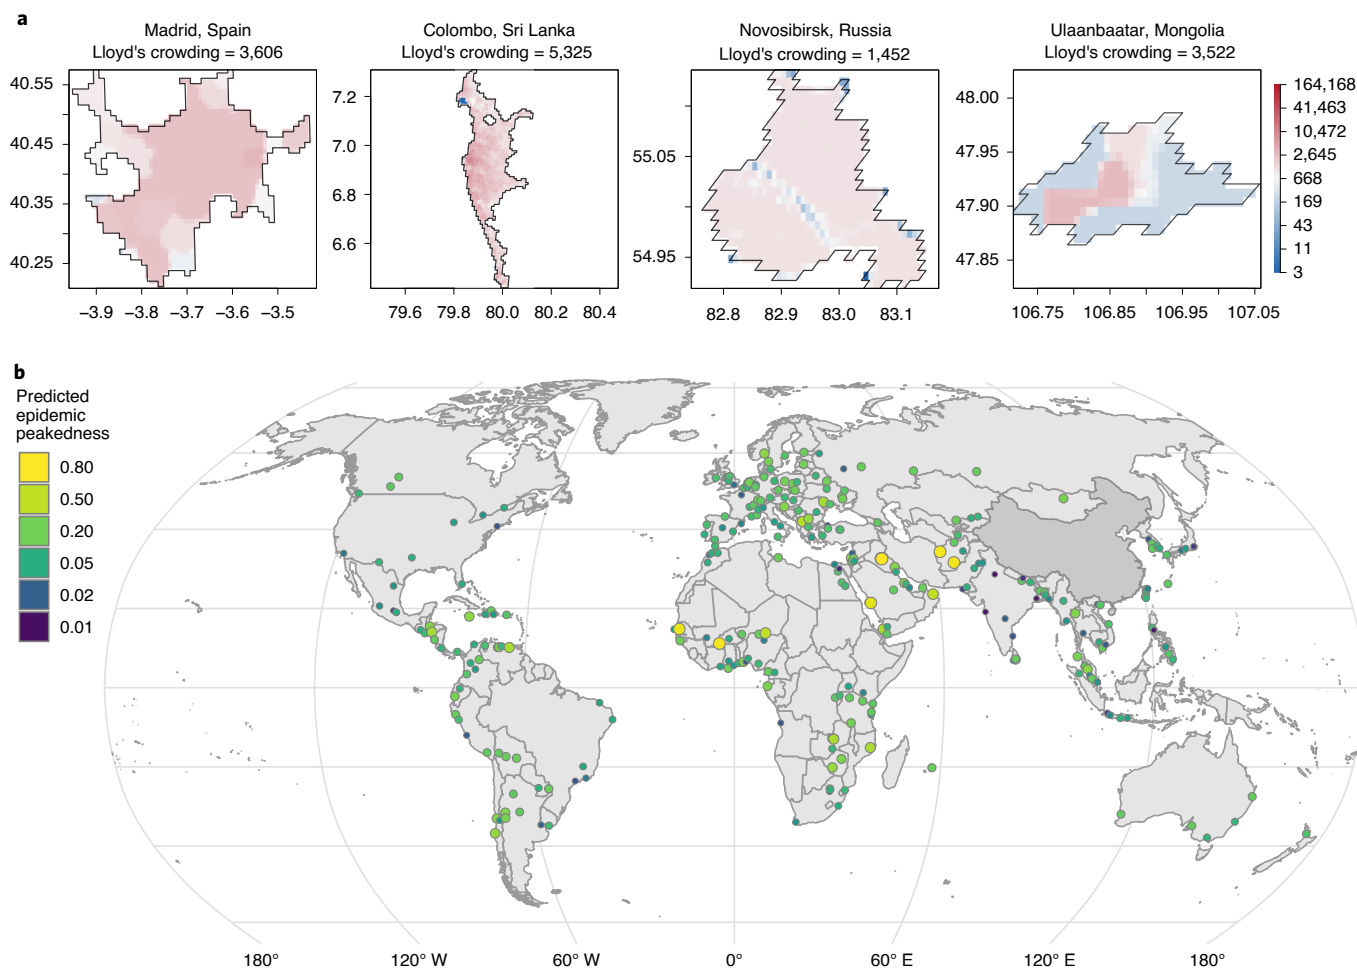 a
Madrid, Spain
Lloyd's crowding = 3,606
Colombo, Sri Lanka
Lloyd's crowding = 5,325
Novosibirsk, Russia
Lloyd's crowding = 1,452
Ulaanbaatar, Mongolia
Lloyd's crowding = 3,522
40.55
40.45
40.35
40.25
−3.9 −3.8 −3.7 −3.6 −3.5
7.2
7.0
6.8
6.6
79.6 79.8 80.0 80.2 80.4
55.05
54.95
82.8 82.9 83.0 83.1
48.00
47.95
47.90
47.85
106.75 106.85 106.95 107.05
164,168
41,463
10,472
2,645
668
169
43
11
3
b
Predicted
epidemic
peakedness
0.80
0.50
0.20
0.05
0.02
0.01
180° 120° W 60° W 0° 60° E 120° E 180°